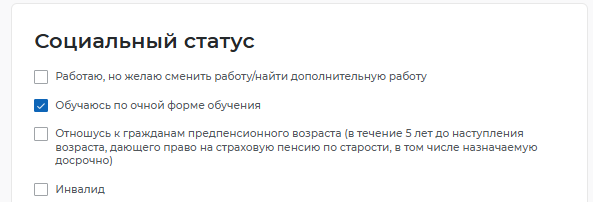 Социальный статус
Работаю, но желаю сменить работу/найти дополнительную работу
Обучаюсь по очной форме обучения
Отношусь к гражданам предпенсионного возраста (в течение 5 лет до наступления
возраста, дающего право на страховую пенсию по старости, в том числе назначаемую
досрочно)
Инвалид